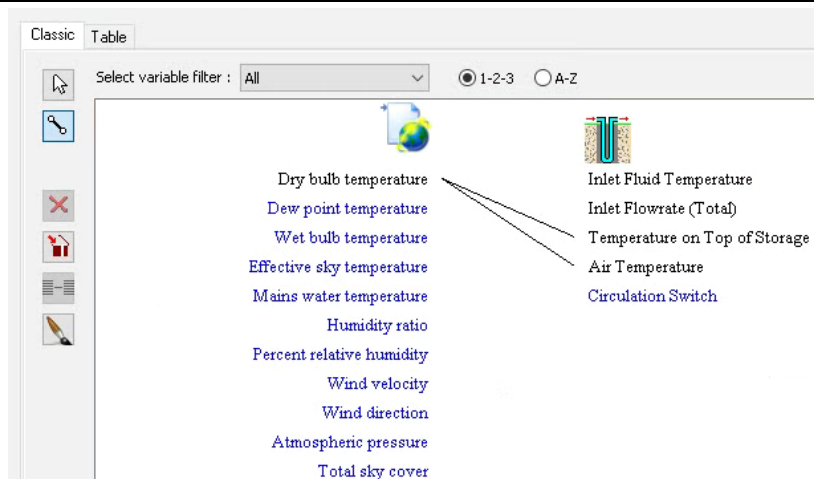 Classic Table
Select variable filter : All 1-2-3 A-Z
Dry bulb temperature Inlet Fluid Temperature
Dew point temperature Inlet Flowrate (Total)
Wet bulb temperature Temperature on Top of Storage
Effective sky temperature Air Temperature
Mains water temperature Circulation Switch
Humidity ratio
Percent relative humidity
Wind velocity
Wind direction
Atmospheric pressure
Total sky cover